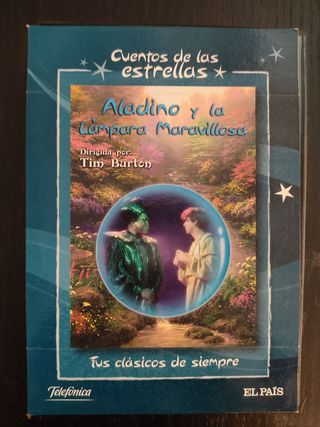 Cuentos de las
estrellas
Aladino y la
Lámpara Maravillosa
Dirigida por:
Tim Burton
Tus clásicos de siempre
Telefónica
EL PAÍS